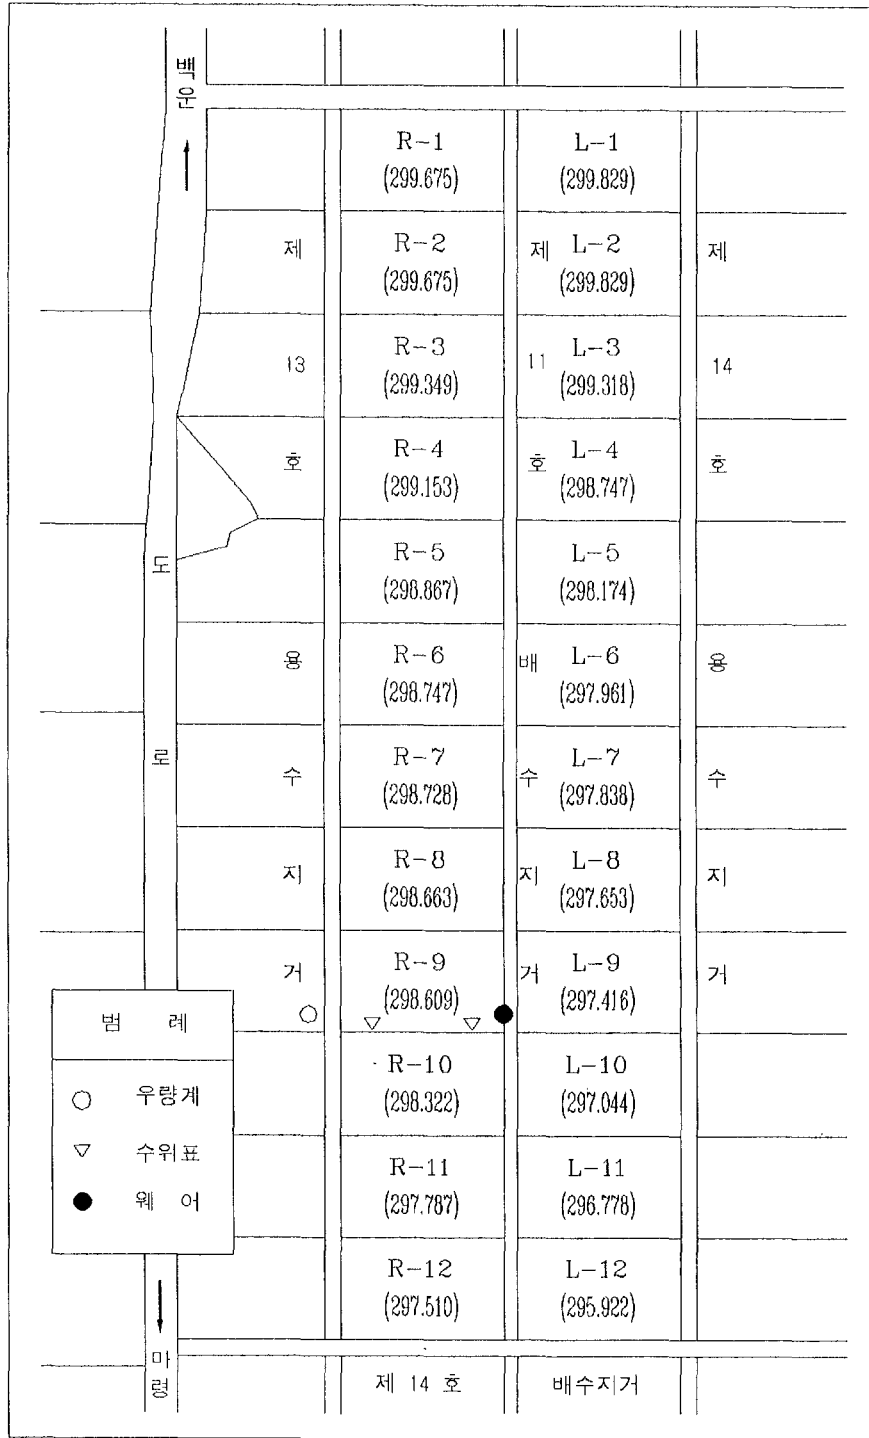 백운
R-1
(299.675)
L-1
(299.829)
R-2
(299.675)
L-2
(299.829)
R-3
(299.349)
L-3
(299.318)
R-4
(299.153)
L-4
(298.747)
R-5
(298.867)
L-5
(298.174)
R-6
(298.747)
L-6
(297.961)
R-7
(298.728)
L-7
(297.838)
R-8
(298.663)
L-8
(297.653)
R-9
(298.609)
L-9
(297.416)
R-10
(298.322)
L-10
(297.044)
R-11
(297.787)
L-11
(296.778)
R-12
(297.510)
L-12
(295.922)
제 13 호 용 수 지 거
제 11 호 배 수 지 거
제 14 호 용 수 지 거
도 로
범 례
우량계
수위표
웨 어
마령
제 14 호 배수지거